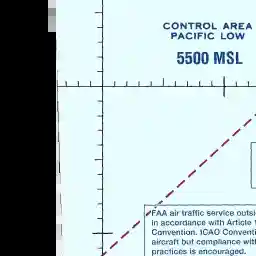 CONTROL AREA
PACIFIC LOW
5500 MSL
FAA air traffic service outsi
in accordance with Article 1
Convention. ICAO Conventi
aircraft but compliance wit
practices is encouraged.